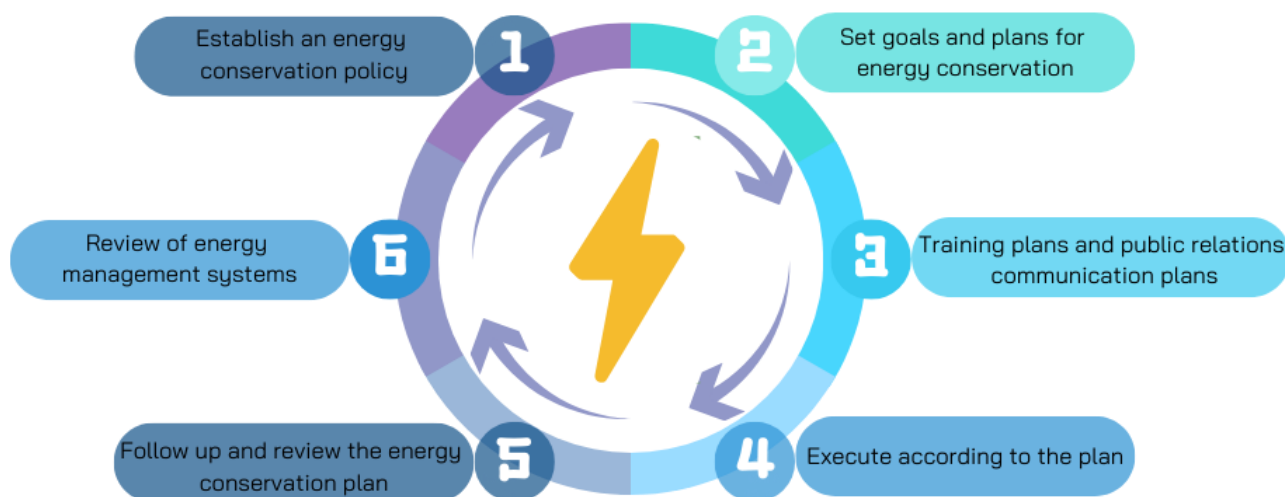 1
Establish an energy
conservation policy
2
Set goals and plans for
energy conservation
3
Training plans and public relations
communication plans
4
Execute according to the plan
5
Follow up and review the energy
conservation plan
6
Review of energy
management systems